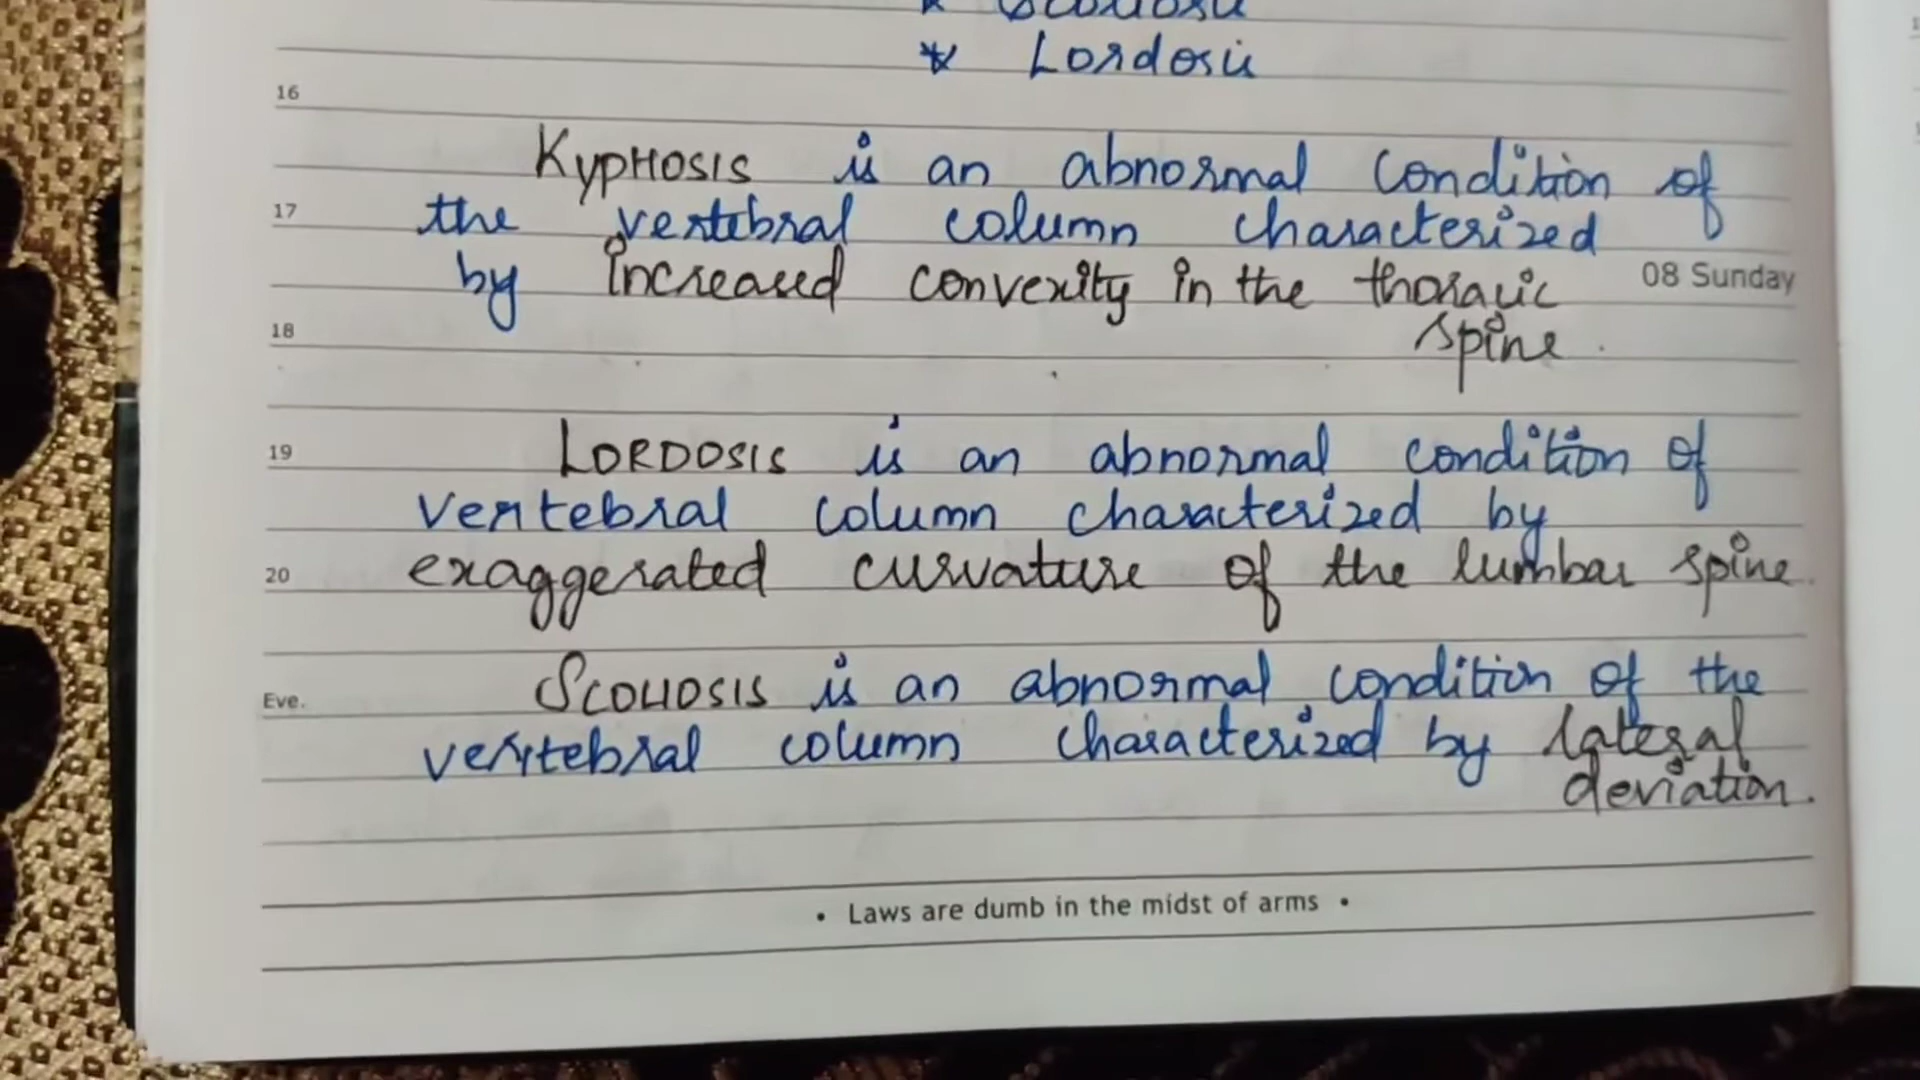 * Scoliosis
* Lordosis
16
KYPHOSIS is an abnormal condition of
17 the vertebral column characterized
by increased convexity in the thoracic 08 Sunday
18 spine.
19 LORDOSIS is an abnormal condition of
vertebral column characterized by
20 exaggerated curvature of the lumbar spine.
Eve. SCOLIOSIS is an abnormal condition of the
vertebral column characterized by lateral
deviation.
• Laws are dumb in the midst of arms •